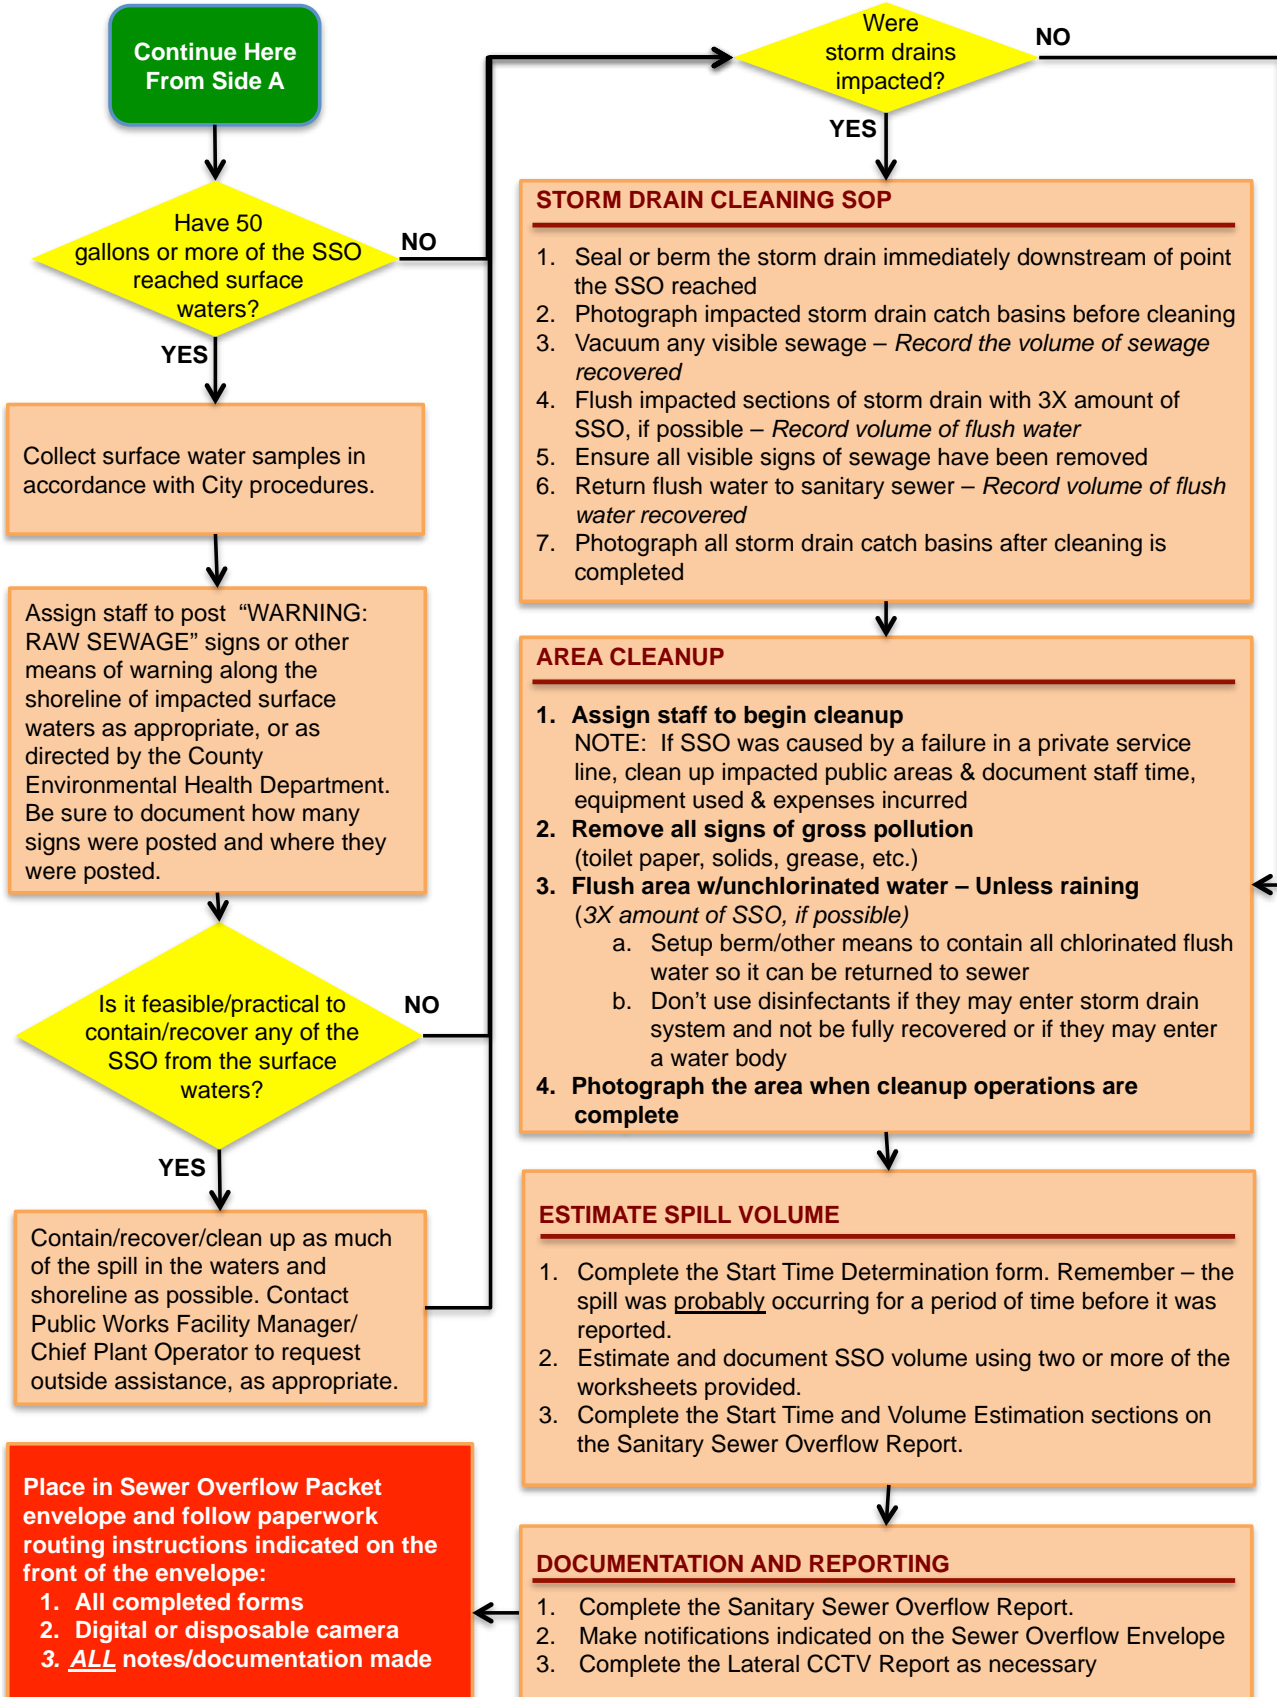 Continue Here
From Side A
Have 50
gallons or more of the SSO
reached surface
waters?
NO
YES
Collect surface water samples in
accordance with City procedures.
Assign staff to post  “WARNING:
RAW SEWAGE” signs or other
means of warning along the
shoreline of impacted surface
waters as appropriate, or as
directed by the County
Environmental Health Department.
Be sure to document how many
signs were posted and where they
were posted.
Is it feasible/practical to
contain/recover any of the
SSO from the surface
waters?
NO
YES
Contain/recover/clean up as much
of the spill in the waters and
shoreline as possible. Contact
Public Works Facility Manager/
Chief Plant Operator to request
outside assistance, as appropriate.
Were
storm drains
impacted?
NO
YES
STORM DRAIN CLEANING SOP
1. Seal or berm the storm drain immediately downstream of point
the SSO reached
2. Photograph impacted storm drain catch basins before cleaning
3. Vacuum any visible sewage – Record the volume of sewage
recovered
4. Flush impacted sections of storm drain with 3X amount of
SSO, if possible – Record volume of flush water
5. Ensure all visible signs of sewage have been removed
6. Return flush water to sanitary sewer – Record volume of flush
water recovered
7. Photograph all storm drain catch basins after cleaning is
completed
AREA CLEANUP
1. Assign staff to begin cleanup
NOTE:  If SSO was caused by a failure in a private service
line, clean up impacted public areas & document staff time,
equipment used & expenses incurred
2. Remove all signs of gross pollution
(toilet paper, solids, grease, etc.)
3. Flush area w/unchlorinated water – Unless raining
(3X amount of SSO, if possible)
a. Setup berm/other means to contain all chlorinated flush
water so it can be returned to sewer
b. Don’t use disinfectants if they may enter storm drain
system and not be fully recovered or if they may enter
a water body
4. Photograph the area when cleanup operations are
complete
ESTIMATE SPILL VOLUME
1. Complete the Start Time Determination form. Remember – the
spill was probably occurring for a period of time before it was
reported.
2. Estimate and document SSO volume using two or more of the
worksheets provided.
3. Complete the Start Time and Volume Estimation sections on
the Sanitary Sewer Overflow Report.
DOCUMENTATION AND REPORTING
1. Complete the Sanitary Sewer Overflow Report.
2. Make notifications indicated on the Sewer Overflow Envelope
3. Complete the Lateral CCTV Report as necessary
Place in Sewer Overflow Packet
envelope and follow paperwork
routing instructions indicated on the
front of the envelope:
1. All completed forms
2. Digital or disposable camera
3. ALL notes/documentation made